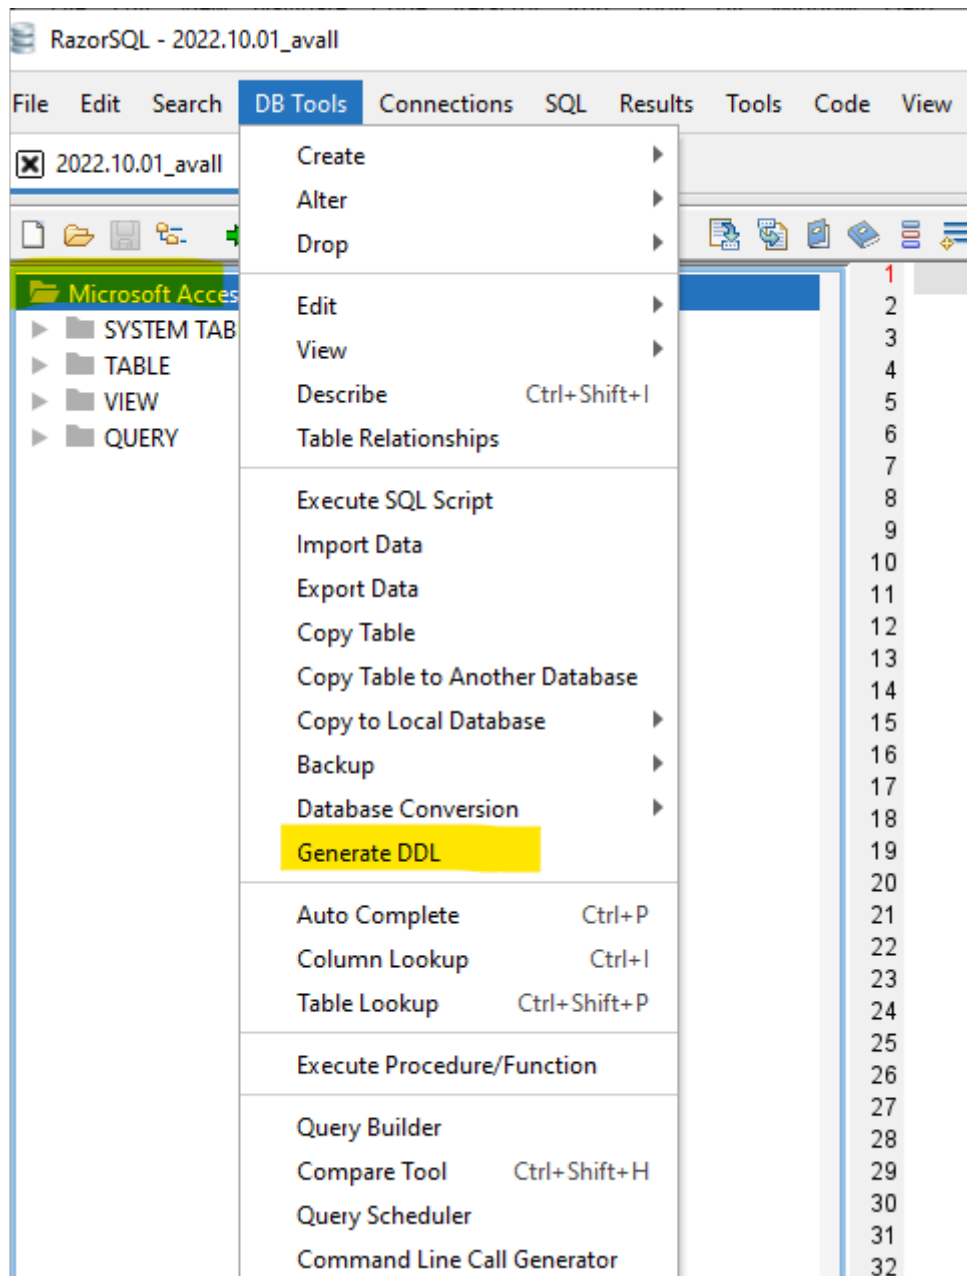 RazorSQL - 2022.10.01_avall
File Edit Search DB Tools Connections SQL Results Tools Code View
2022.10.01_avall
Create
Alter
Drop
Microsoft Acces
SYSTEM TAB
TABLE
VIEW
QUERY
Edit
View
Describe Ctrl+Shift+I
Table Relationships
Execute SQL Script
Import Data
Export Data
Copy Table
Copy Table to Another Database
Copy to Local Database
Backup
Database Conversion
Generate DDL
Auto Complete Ctrl+P
Column Lookup Ctrl+I
Table Lookup Ctrl+Shift+P
Execute Procedure/Function
Query Builder
Compare Tool Ctrl+Shift+H
Query Scheduler
Command Line Call Generator
1
2
3
4
5
6
7
8
9
10
11
12
13
14
15
16
17
18
19
20
21
22
23
24
25
26
27
28
29
30
31
32